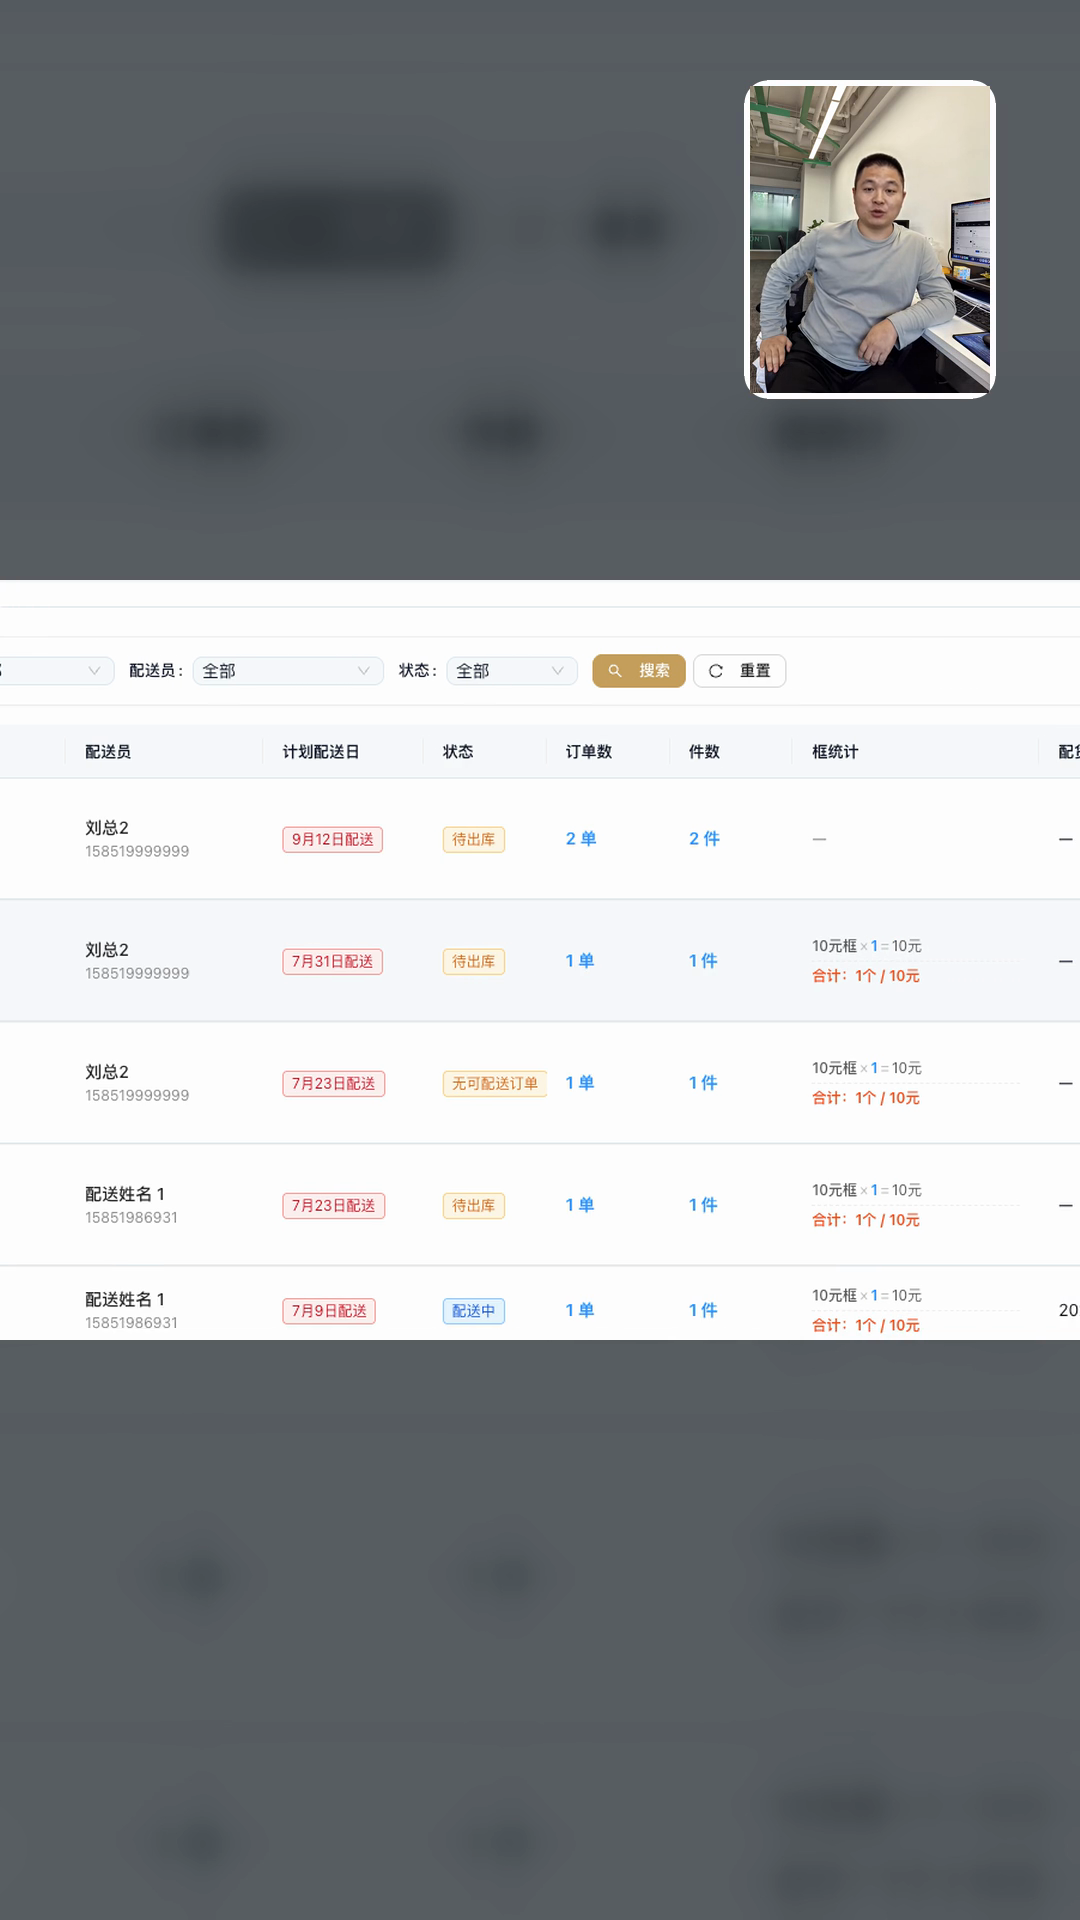 配送员： 全部 状态： 全部 搜索 重置
配送员 计划配送日 状态 订单数 件数 框统计
刘总2
158519999999
9月12日配送 待出库 2 单 2 件 —
刘总2
158519999999
7月31日配送 待出库 1 单 1 件
10元框 × 1 = 10元
合计：1个 / 10元
—
刘总2
158519999999
7月23日配送 无可配送订单 1 单 1 件
10元框 × 1 = 10元
合计：1个 / 10元
—
配送姓名 1
15851986931
7月23日配送 待出库 1 单 1 件
10元框 × 1 = 10元
合计：1个 / 10元
—
配送姓名 1
15851986931
7月9日配送 配送中 1 单 1 件
10元框 × 1 = 10元
合计：1个 / 10元
20